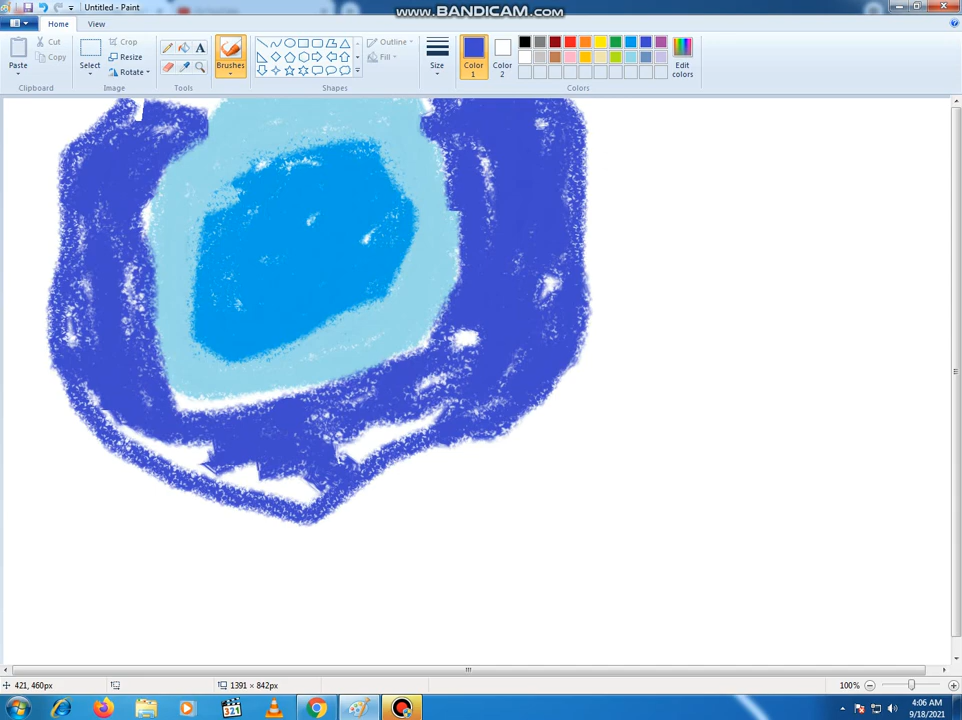 Untitled - Paint
www.BANDICAM.com
Home
View
Paste
Cut
Copy
Clipboard
Select
Crop
Resize
Rotate
Image
A
Tools
Brushes
Outline
Fill
Shapes
Size
Color
1
Color
2
Edit
colors
Colors
421, 460px
1391 × 842px
100%
321
4:06 AM
9/18/2021